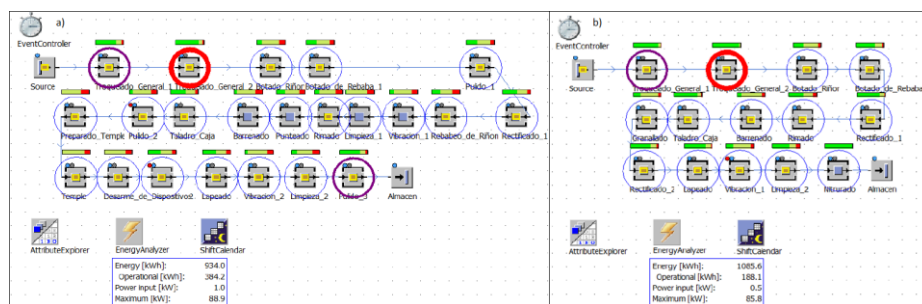 a)
EventController
Source
Troquelado_General_1
Troquelado_General_2
Botado_Riñor
Botado_de_Rebaba_1
Pulido_1
Preparado_Temple
Pulido_2
Taladro_Caja
Barrenado
Punteado
Rimado
Limpieza_1
Vibracion_1
Rebabeo_de_Riñon
Rectificado_1
Temple
Desarme_de_Dispositivo2
Lapeado
Vibracion_2
Limpieza_2
Pulido_3
Almacen
AttributeExplorer
EnergyAnalyzer
ShiftCalendar
Energy [kWh]: 934.0
Operational [kWh]: 384.2
Power input [kW]: 1.0
Maximum [kW]: 88.9
b)
EventController
Source
Troquelado_General_1
Troquelado_General_2
Botado_Riñor
Botado_de_Rebaba
Granallado
Taladro_Caja
Barrenado
Rimado
Rectificado_1
Rectificado_2
Lapeado
Vibracion_1
Limpieza_2
Nitrurado
Almacen
AttributeExplorer
EnergyAnalyzer
ShiftCalendar
Energy [kWh]: 1085.6
Operational [kWh]: 188.1
Power input [kW]: 0.5
Maximum [kW]: 85.8